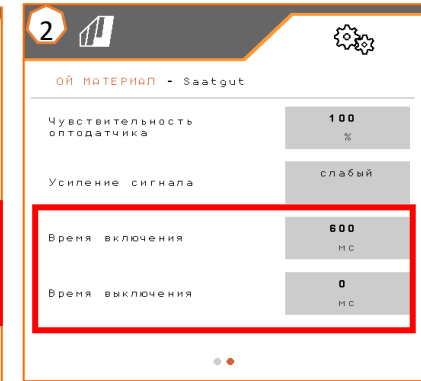 2
ОЙ МАТЕРИАЛ - Saatgut
Чувствительность
оптодатчика
100
%
Усиление сигнала
слабый
Время включения
600
мс
Время выключения
0
мс